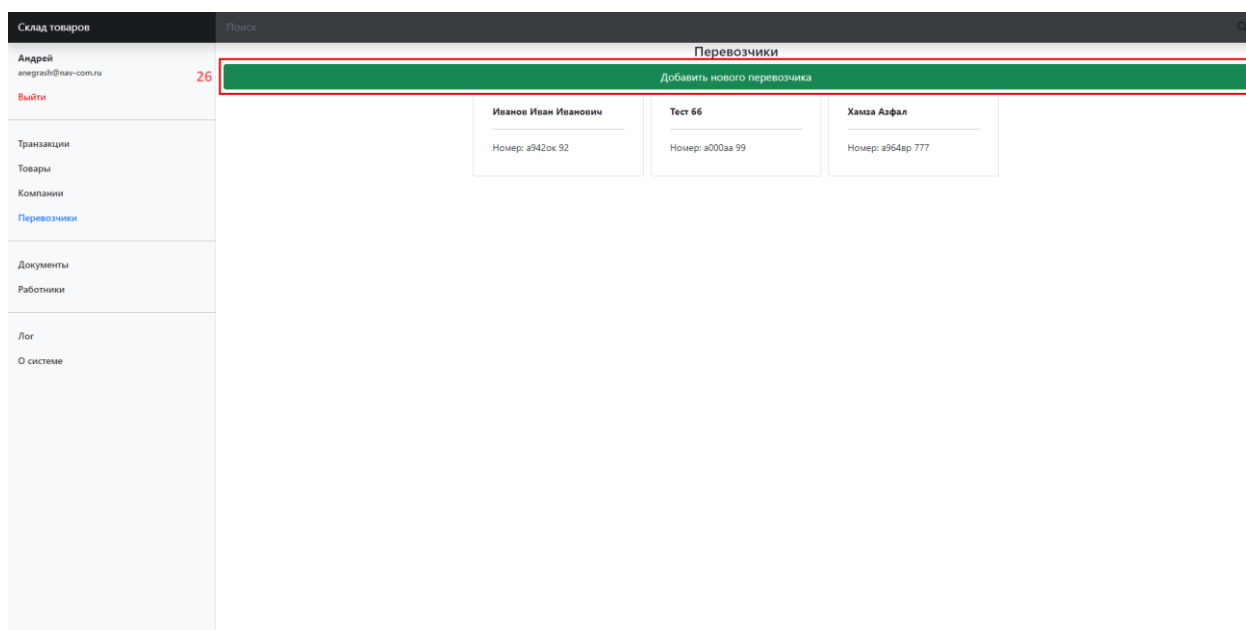 Склад товаров
Поиск
Андрей
anegrash@nav-com.ru
Выйти
Транзакции
Товары
Компании
Перевозчики
Документы
Работники
Лог
О системе
Перевозчики
26
Добавить нового перевозчика
Иванов Иван Иванович
Номер: а942ок 92
Тест 66
Номер: а000аа 99
Хамза Азфал
Номер: а964вр 777